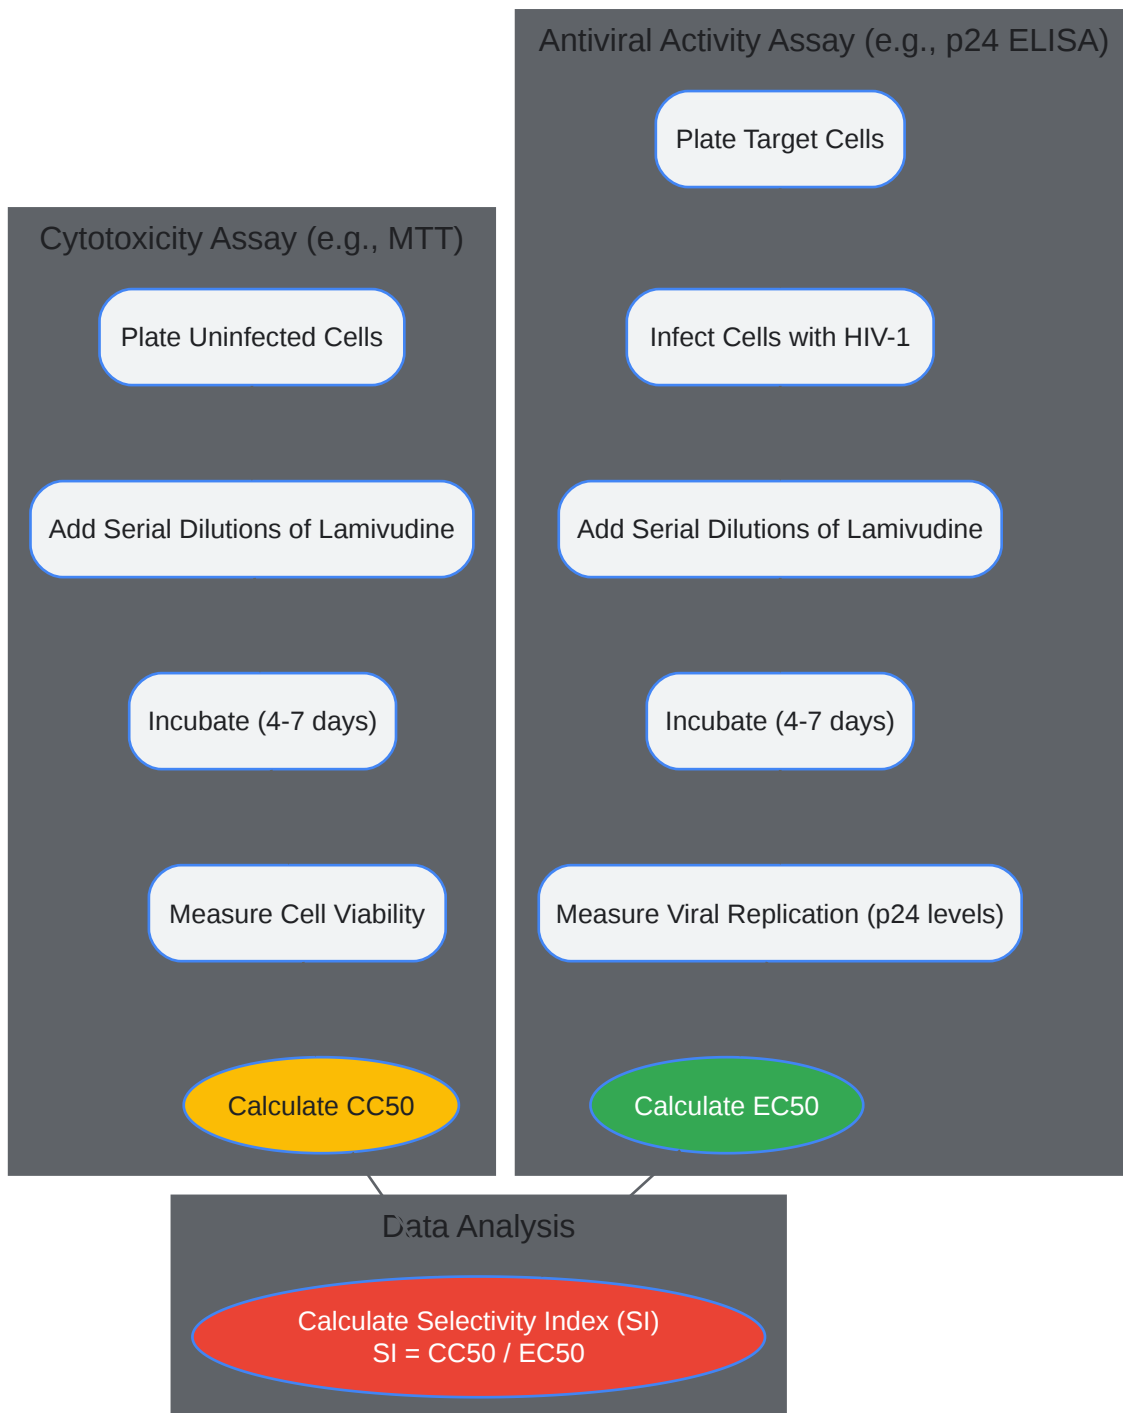 Cytotoxicity Assay (e.g., MTT)
Plate Uninfected Cells
Add Serial Dilutions of Lamivudine
Incubate (4-7 days)
Measure Cell Viability
Calculate CC50
Antiviral Activity Assay (e.g., p24 ELISA)
Plate Target Cells
Infect Cells with HIV-1
Add Serial Dilutions of Lamivudine
Incubate (4-7 days)
Measure Viral Replication (p24 levels)
Calculate EC50
Data Analysis
Calculate Selectivity Index (SI)
SI = CC50 / EC50